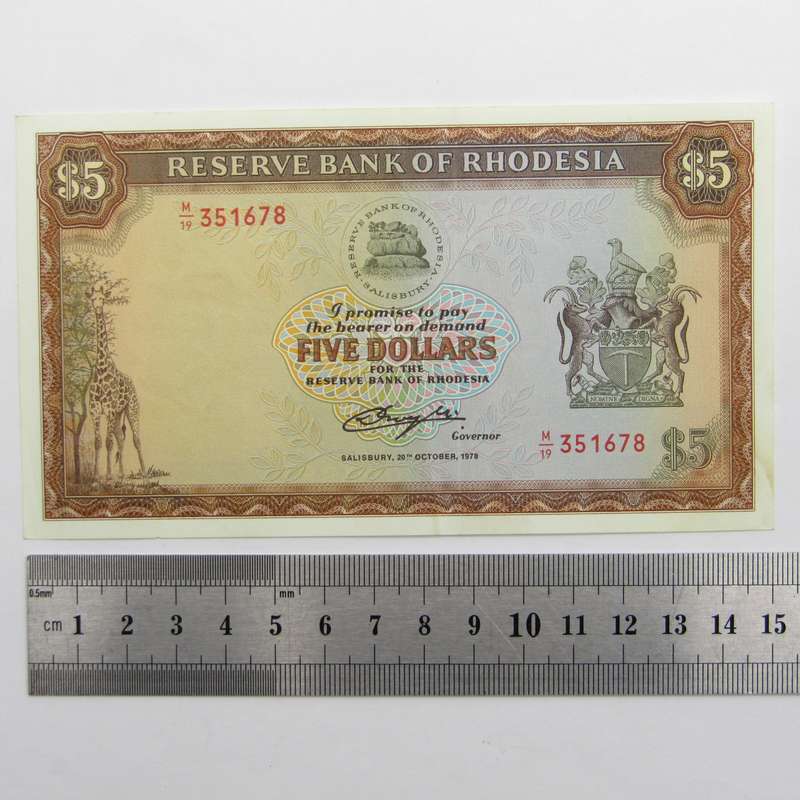 $5 RESERVE BANK OF RHODESIA $5
M/19 351678
RESERVE BANK OF RHODESIA
SALISBURY
I promise to pay
the bearer on demand
FIVE DOLLARS
FOR THE
RESERVE BANK OF RHODESIA
Governor
SALISBURY, 20TH OCTOBER, 1978
NOMINE DIGNA
M/19 351678 $5
0.5mm mm
cm 1 2 3 4 5 6 7 8 9 10 11 12 13 14 15